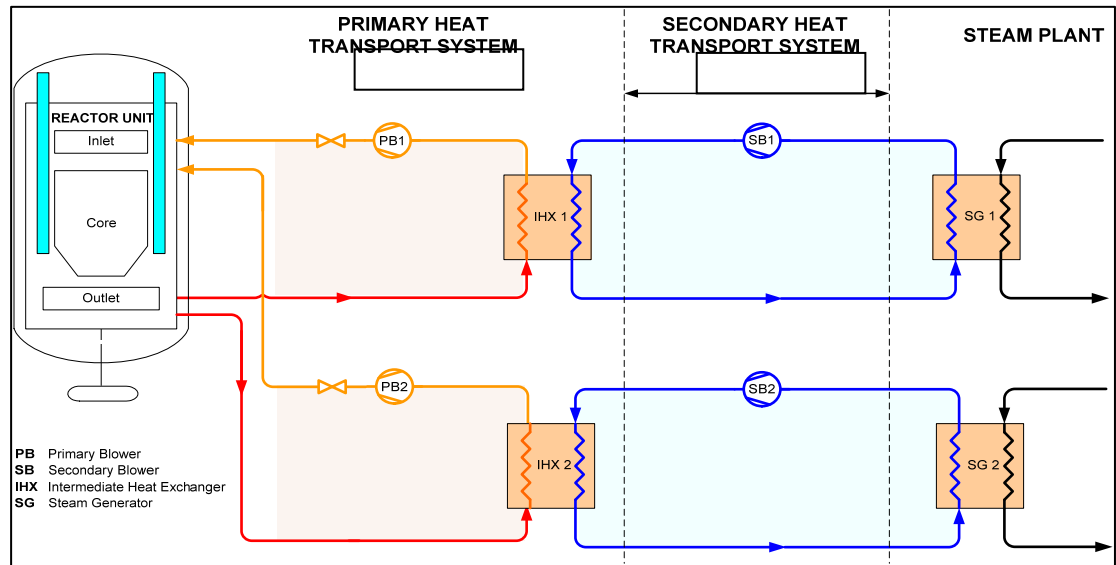 PRIMARY HEAT
TRANSPORT SYSTEM
SECONDARY HEAT
TRANSPORT SYSTEM
STEAM PLANT
REACTOR UNIT
Inlet
Core
Outlet
PB1
SB1
IHX 1
SG 1
PB2
SB2
IHX 2
SG 2
PB Primary Blower
SB Secondary Blower
IHX Intermediate Heat Exchanger
SG Steam Generator